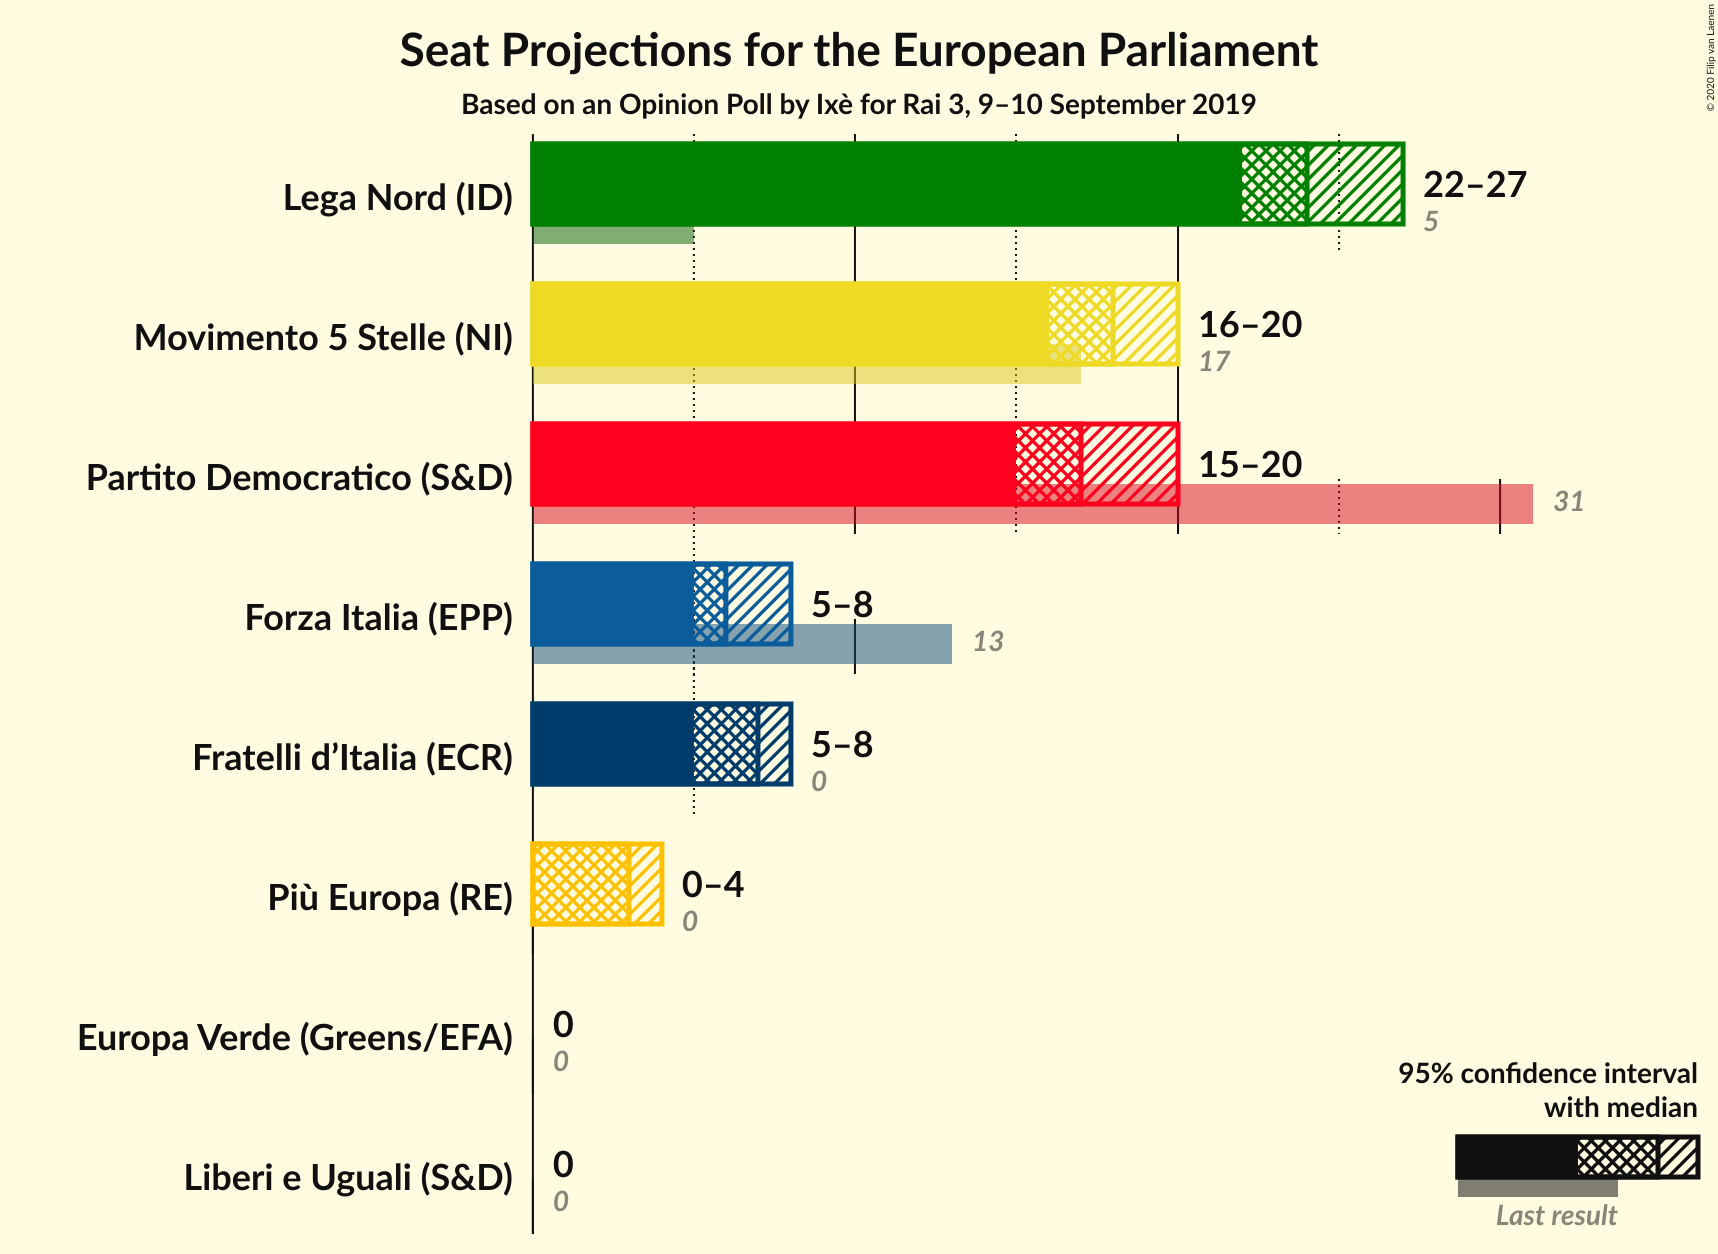 Seat Projections for the European Parliament
Based on an Opinion Poll by Ixè for Rai 3, 9–10 September 2019
© 2020 Filip van Laenen
Lega Nord (ID)
22–27
5
Movimento 5 Stelle (NI)
16–20
17
Partito Democratico (S&D)
15–20
31
Forza Italia (EPP)
5–8
13
Fratelli d’Italia (ECR)
5–8
0
Più Europa (RE)
0–4
0
Europa Verde (Greens/EFA)
0
0
Liberi e Uguali (S&D)
0
0
95% confidence interval
with median
Last result